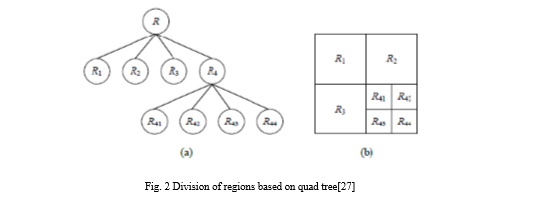 R
R1 R2 R3 R4
R41 R42 R43 R44
(a)
R1 R2
R3
R41 R42
R43 R44
(b)
Fig. 2 Division of regions based on quad tree[27]